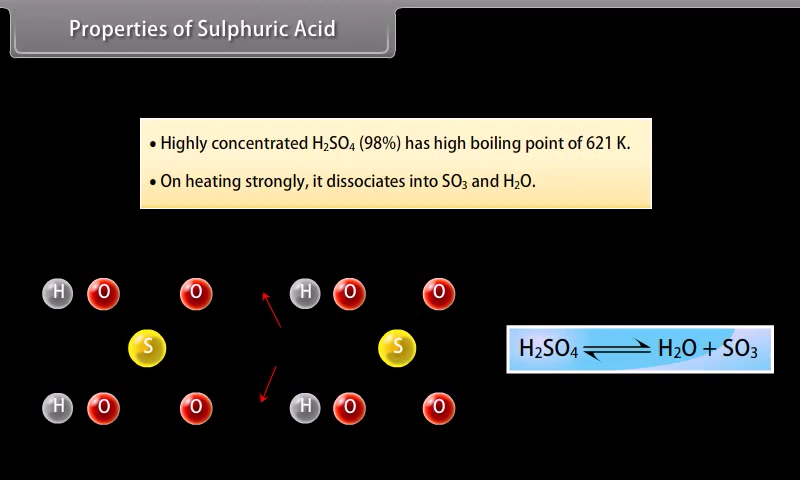 Properties of Sulphuric Acid
• Highly concentrated H₂SO₄ (98%) has high boiling point of 621 K.
• On heating strongly, it dissociates into SO₃ and H₂O.
H O O H O O
S S
H₂SO₄ ⇌ H₂O + SO₃
H O O H O O